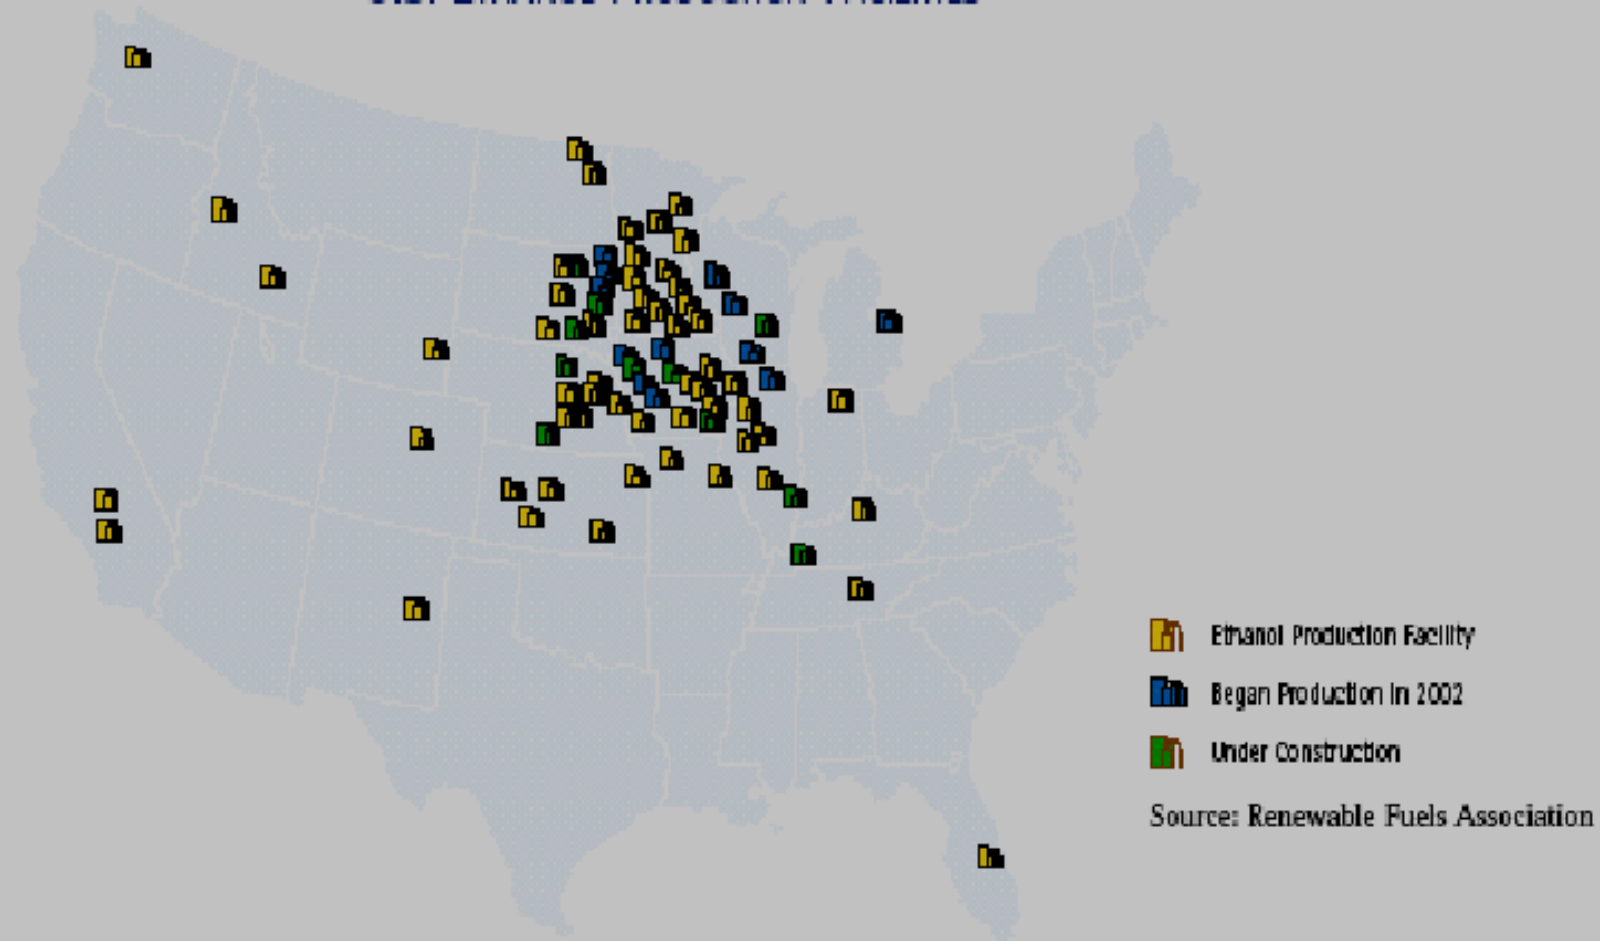 Ethanol Production Facility
Began Production in 2002
Under Construction
Source: Renewable Fuels Association